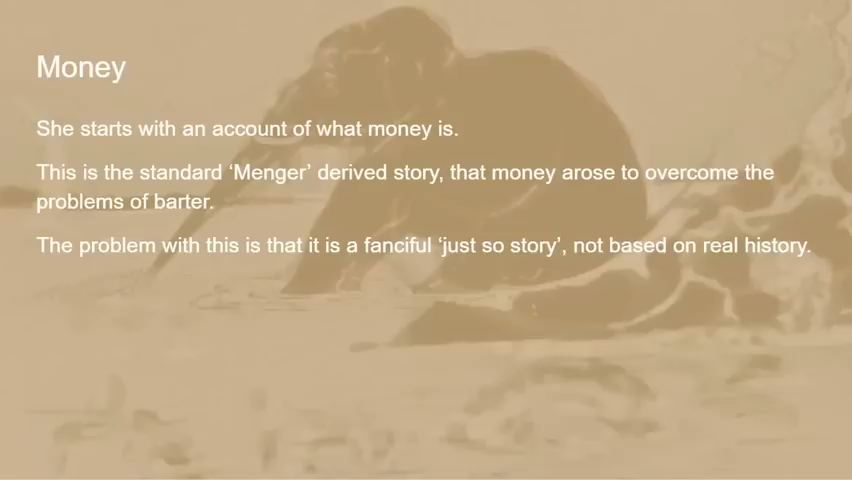 Money
She starts with an account of what money is.
This is the standard ‘Menger’ derived story, that money arose to overcome the
problems of barter.
The problem with this is that it is a fanciful ‘just so story’, not based on real history.